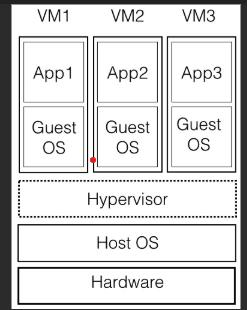 VM1 VM2 VM3
App1 App2 App3
Guest Guest Guest
OS OS OS
Hypervisor
Host OS
Hardware